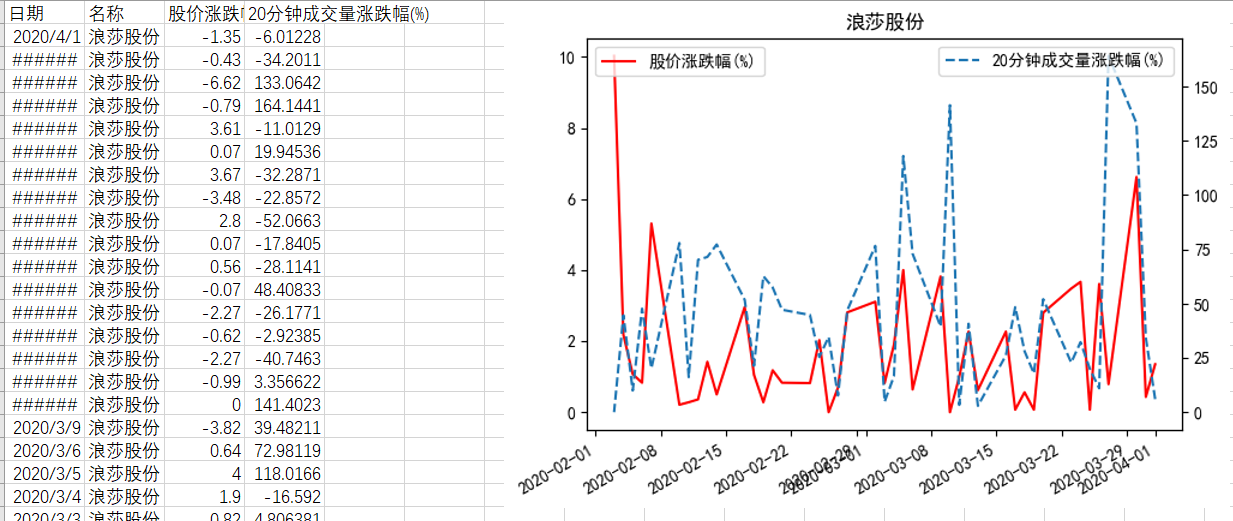 日期 名称 股价涨跌 20分钟成交量涨跌幅(%)
2020/4/1 浪莎股份 -1.35 -6.01228
###### 浪莎股份 -0.43 -34.2011
###### 浪莎股份 -6.62 133.0642
###### 浪莎股份 -0.79 164.1441
###### 浪莎股份 3.61 -11.0129
###### 浪莎股份 0.07 19.94536
###### 浪莎股份 3.67 -32.2871
###### 浪莎股份 -3.48 -22.8572
###### 浪莎股份 2.8 -52.0663
###### 浪莎股份 0.07 -17.8405
###### 浪莎股份 0.56 -28.1141
###### 浪莎股份 -0.07 48.40833
###### 浪莎股份 -2.27 -26.1771
###### 浪莎股份 -0.62 -2.92385
###### 浪莎股份 -2.27 -40.7463
###### 浪莎股份 -0.99 3.356622
###### 浪莎股份 0 141.4023
2020/3/9 浪莎股份 -3.82 39.48211
2020/3/6 浪莎股份 0.64 72.98119
2020/3/5 浪莎股份 4 118.0166
2020/3/4 浪莎股份 1.9 -16.592
2020/3/3 浪莎股份 0.82 4.806381
浪莎股份
股价涨跌幅(%)
20分钟成交量涨跌幅(%)
10
8
6
4
2
0
150
125
100
75
50
25
0
2020-02-01
2020-02-08
2020-02-15
2020-02-22
2020-03-01
2020-03-08
2020-03-15
2020-03-22
2020-03-29
2020-04-01